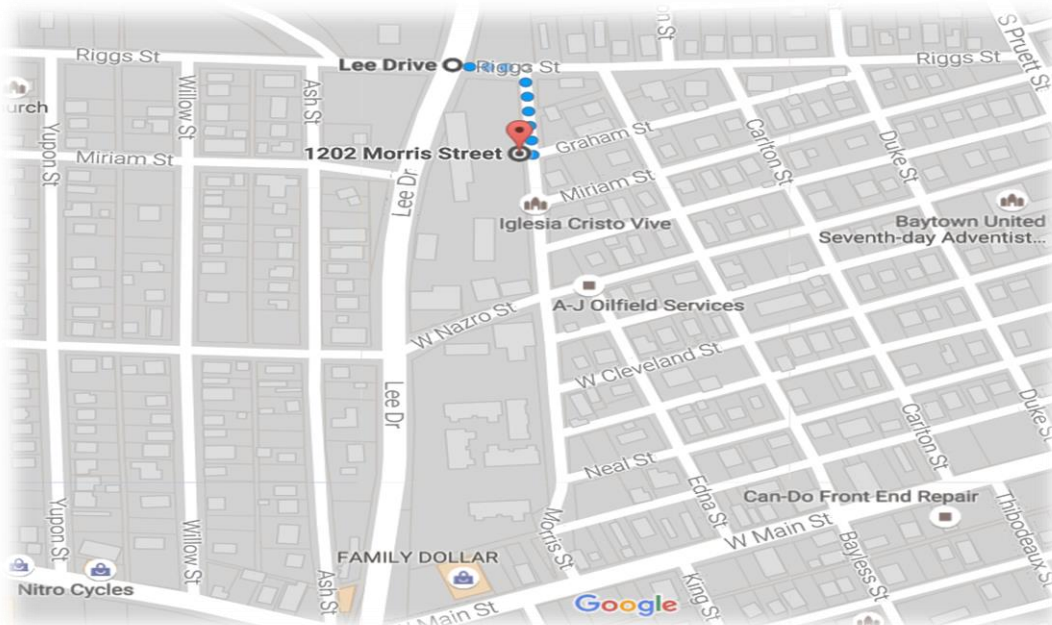 S Pruett St
Riggs St
Lee Drive
Riggs St
Riggs St
Willow St
Ash St
urch
Yupon St
Miriam St
1202 Morris Street
Graham St
Carlton St
Duke St
Lee Dr
Miriam St
Iglesia Cristo Vive
Baytown United
Seventh-day Adventist...
A-J Oilfield Services
W Nazro St
W Cleveland St
Lee Dr
Duke St
Carlton St
Neal St
Edna St
Can-Do Front End Repair
Yupon St
Willow St
Morris St
W Main St
Bayless St
Thibodeaux St
FAMILY DOLLAR
Nitro Cycles
Ash St
W Main St
Google
King St